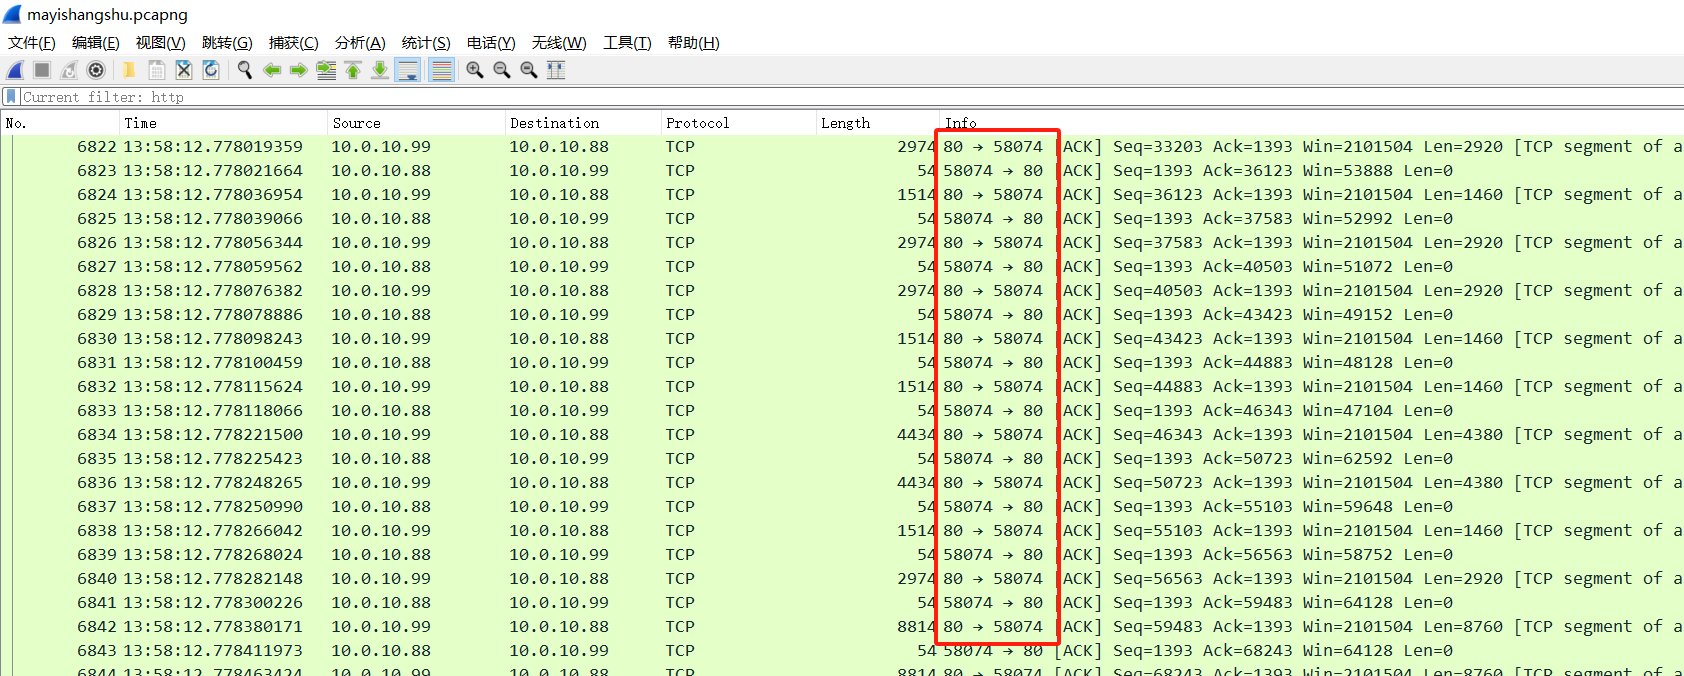 mayishangshu.pcapng
文件(F) 编辑(E) 视图(V) 跳转(G) 捕获(C) 分析(A) 统计(S) 电话(Y) 无线(W) 工具(T) 帮助(H)
Current filter: http
No. Time Source Destination Protocol Length Info
6822 13:58:12.778019359 10.0.10.99 10.0.10.88 TCP 2974 80 → 58074 [ACK] Seq=33203 Ack=1393 Win=2101504 Len=2920 [TCP segment of a
6823 13:58:12.778021664 10.0.10.88 10.0.10.99 TCP 54 58074 → 80 [ACK] Seq=1393 Ack=36123 Win=53888 Len=0
6824 13:58:12.778036954 10.0.10.99 10.0.10.88 TCP 1514 80 → 58074 [ACK] Seq=36123 Ack=1393 Win=2101504 Len=1460 [TCP segment of a
6825 13:58:12.778039066 10.0.10.88 10.0.10.99 TCP 54 58074 → 80 [ACK] Seq=1393 Ack=37583 Win=52992 Len=0
6826 13:58:12.778056344 10.0.10.99 10.0.10.88 TCP 2974 80 → 58074 [ACK] Seq=37583 Ack=1393 Win=2101504 Len=2920 [TCP segment of a
6827 13:58:12.778059562 10.0.10.88 10.0.10.99 TCP 54 58074 → 80 [ACK] Seq=1393 Ack=40503 Win=51072 Len=0
6828 13:58:12.778076382 10.0.10.99 10.0.10.88 TCP 2974 80 → 58074 [ACK] Seq=40503 Ack=1393 Win=2101504 Len=2920 [TCP segment of a
6829 13:58:12.778078886 10.0.10.88 10.0.10.99 TCP 54 58074 → 80 [ACK] Seq=1393 Ack=43423 Win=49152 Len=0
6830 13:58:12.778098243 10.0.10.99 10.0.10.88 TCP 1514 80 → 58074 [ACK] Seq=43423 Ack=1393 Win=2101504 Len=1460 [TCP segment of a
6831 13:58:12.778100459 10.0.10.88 10.0.10.99 TCP 54 58074 → 80 [ACK] Seq=1393 Ack=44883 Win=48128 Len=0
6832 13:58:12.778115624 10.0.10.99 10.0.10.88 TCP 1514 80 → 58074 [ACK] Seq=44883 Ack=1393 Win=2101504 Len=1460 [TCP segment of a
6833 13:58:12.778118066 10.0.10.88 10.0.10.99 TCP 54 58074 → 80 [ACK] Seq=1393 Ack=46343 Win=47104 Len=0
6834 13:58:12.778221500 10.0.10.99 10.0.10.88 TCP 4434 80 → 58074 [ACK] Seq=46343 Ack=1393 Win=2101504 Len=4380 [TCP segment of a
6835 13:58:12.778225423 10.0.10.88 10.0.10.99 TCP 54 58074 → 80 [ACK] Seq=1393 Ack=50723 Win=62592 Len=0
6836 13:58:12.778248265 10.0.10.99 10.0.10.88 TCP 4434 80 → 58074 [ACK] Seq=50723 Ack=1393 Win=2101504 Len=4380 [TCP segment of a
6837 13:58:12.778250990 10.0.10.88 10.0.10.99 TCP 54 58074 → 80 [ACK] Seq=1393 Ack=55103 Win=59648 Len=0
6838 13:58:12.778266042 10.0.10.99 10.0.10.88 TCP 1514 80 → 58074 [ACK] Seq=55103 Ack=1393 Win=2101504 Len=1460 [TCP segment of a
6839 13:58:12.778268024 10.0.10.88 10.0.10.99 TCP 54 58074 → 80 [ACK] Seq=1393 Ack=56563 Win=58752 Len=0
6840 13:58:12.778282148 10.0.10.99 10.0.10.88 TCP 2974 80 → 58074 [ACK] Seq=56563 Ack=1393 Win=2101504 Len=2920 [TCP segment of a
6841 13:58:12.778300226 10.0.10.88 10.0.10.99 TCP 54 58074 → 80 [ACK] Seq=1393 Ack=59483 Win=64128 Len=0
6842 13:58:12.778380171 10.0.10.99 10.0.10.88 TCP 8814 80 → 58074 [ACK] Seq=59483 Ack=1393 Win=2101504 Len=8760 [TCP segment of a
6843 13:58:12.778411973 10.0.10.88 10.0.10.99 TCP 54 58074 → 80 [ACK] Seq=1393 Ack=68243 Win=64128 Len=0
6844 13:58:12.778463424 10.0.10.99 10.0.10.88 TCP 8814 80 → 58074 [ACK] Seq=68243 Ack=1393 Win=2101504 Len=8760 [TCP segment of a